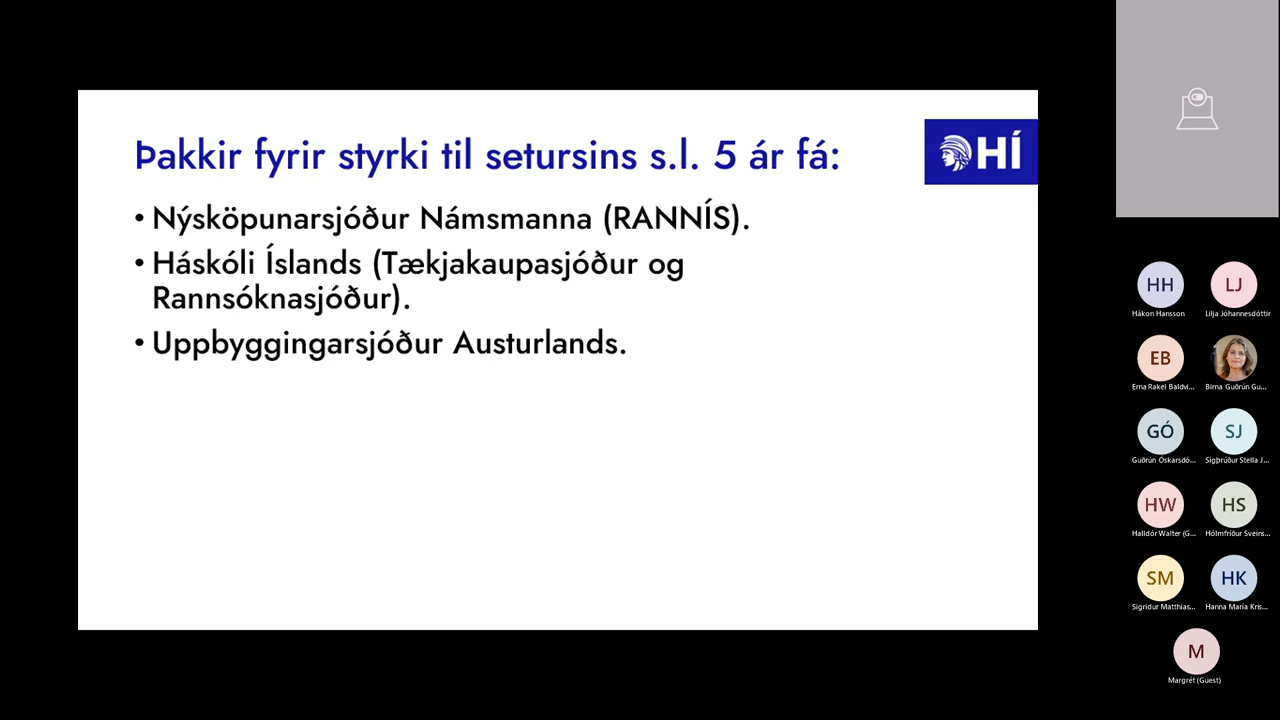 Þakkir fyrir styrki til setursins s.l. 5 ár fá:
HÍ
• Nýsköpunarsjóður Námsmanna (RANNÍS).
• Háskóli Íslands (Tækjakaupasjóður og
Rannsóknasjóður).
• Uppbyggingarsjóður Austurlands.
HH
LJ
Hákon Hansson
Lilja Jóhannesdóttir
EB
Erna Rakel Baldvi...
Birna Guðrún Gu...
GÓ
SJ
Guðrún Óskarsdó...
Sigþrúður Stella J...
HW
HS
Halldór Walter (G...
Hólmfríður Sveins...
SM
HK
Sigridur Matthias...
Hanna María Kris...
M
Margrét (Guest)